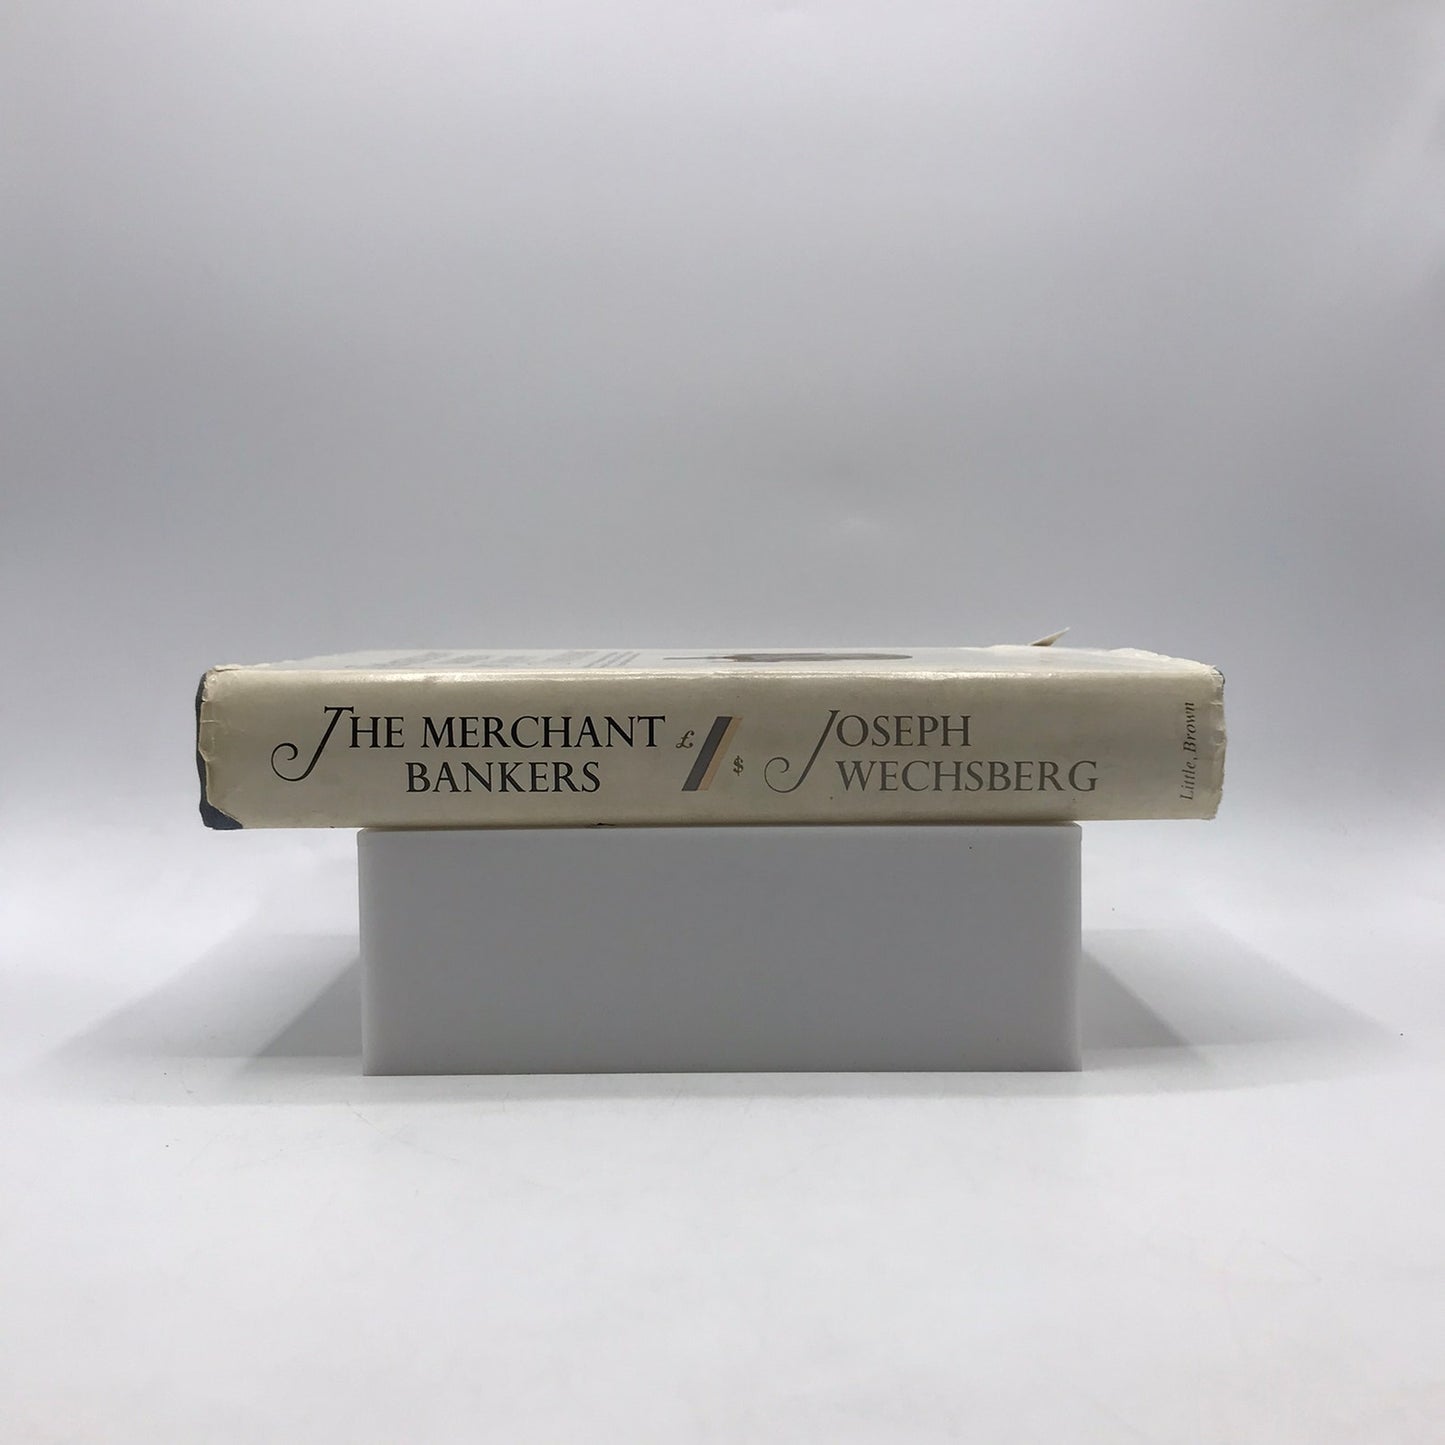 THE MERCHANT
BANKERS
£
$
JOSEPH
WECHSBERG
Little, Brown